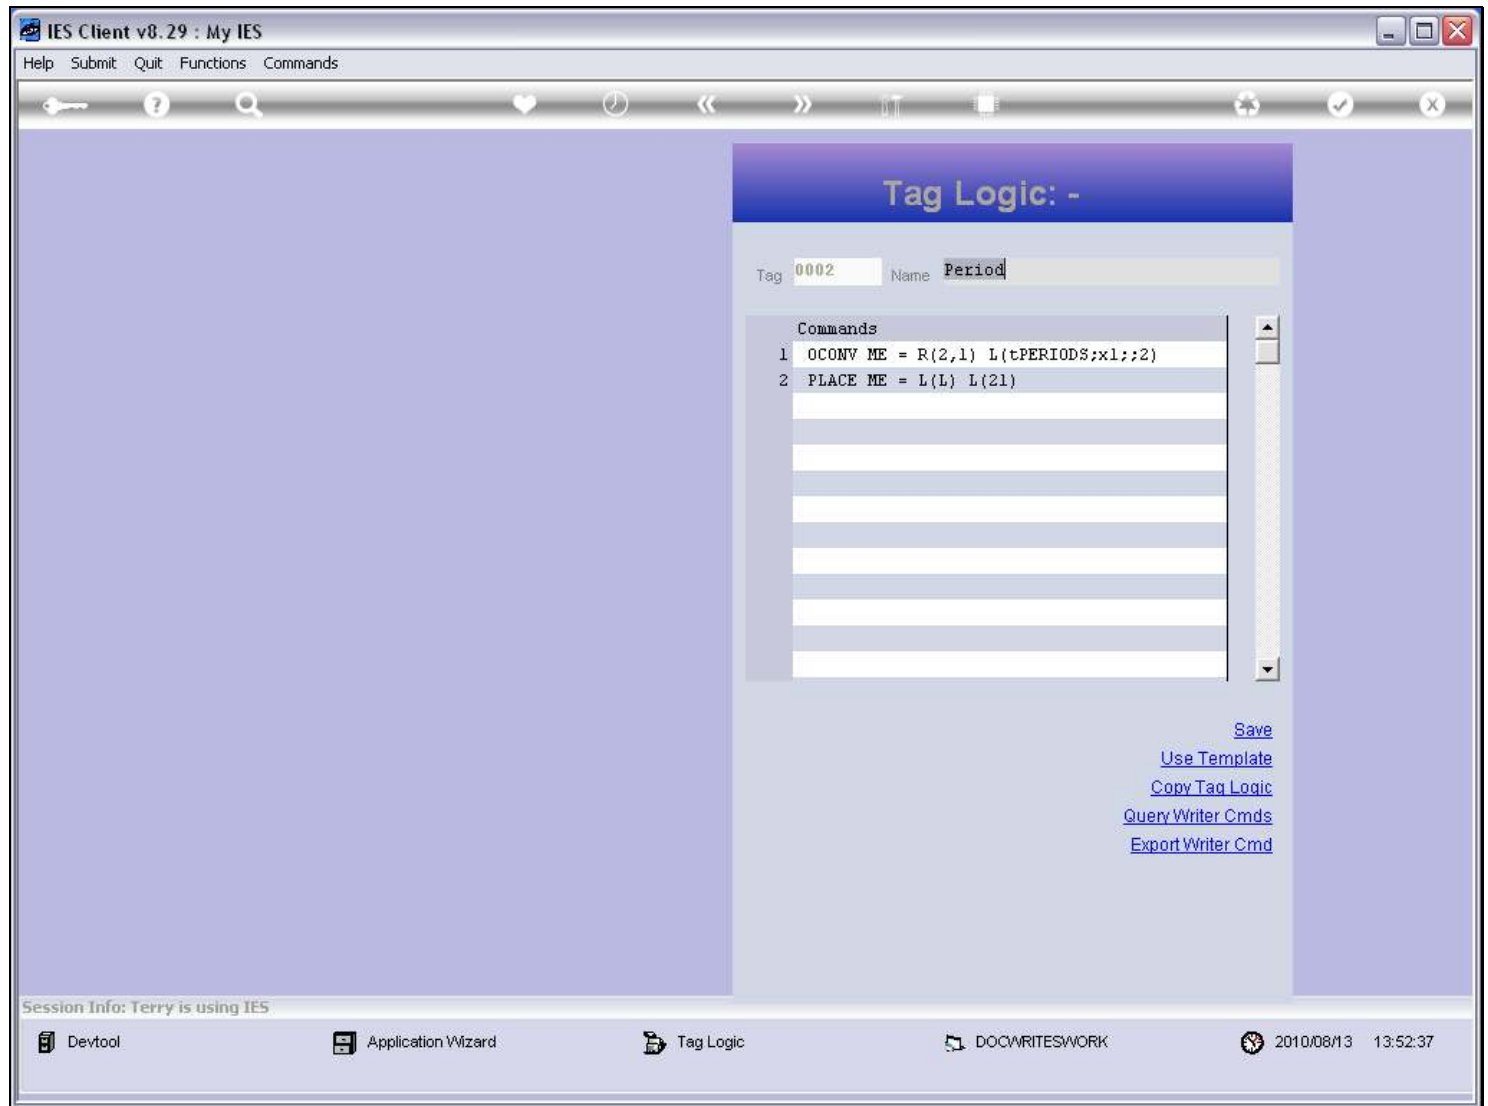 IES Client v8.29 : My IES
Help Submit Quit Functions Commands
Tag Logic: -
Tag 0002 Name Period
Commands
1 OCONV ME = R(2,1) L(tPERIODS;x1;;2)
2 PLACE ME = L(L) L(21)
Save
Use Template
Copy Tag Logic
Query Writer Cmds
Export Writer Cmd
Session Info: Terry is using IES
Devtool Application Wizard Tag Logic DOCWRITESWORK 2010/08/13 13:52:37